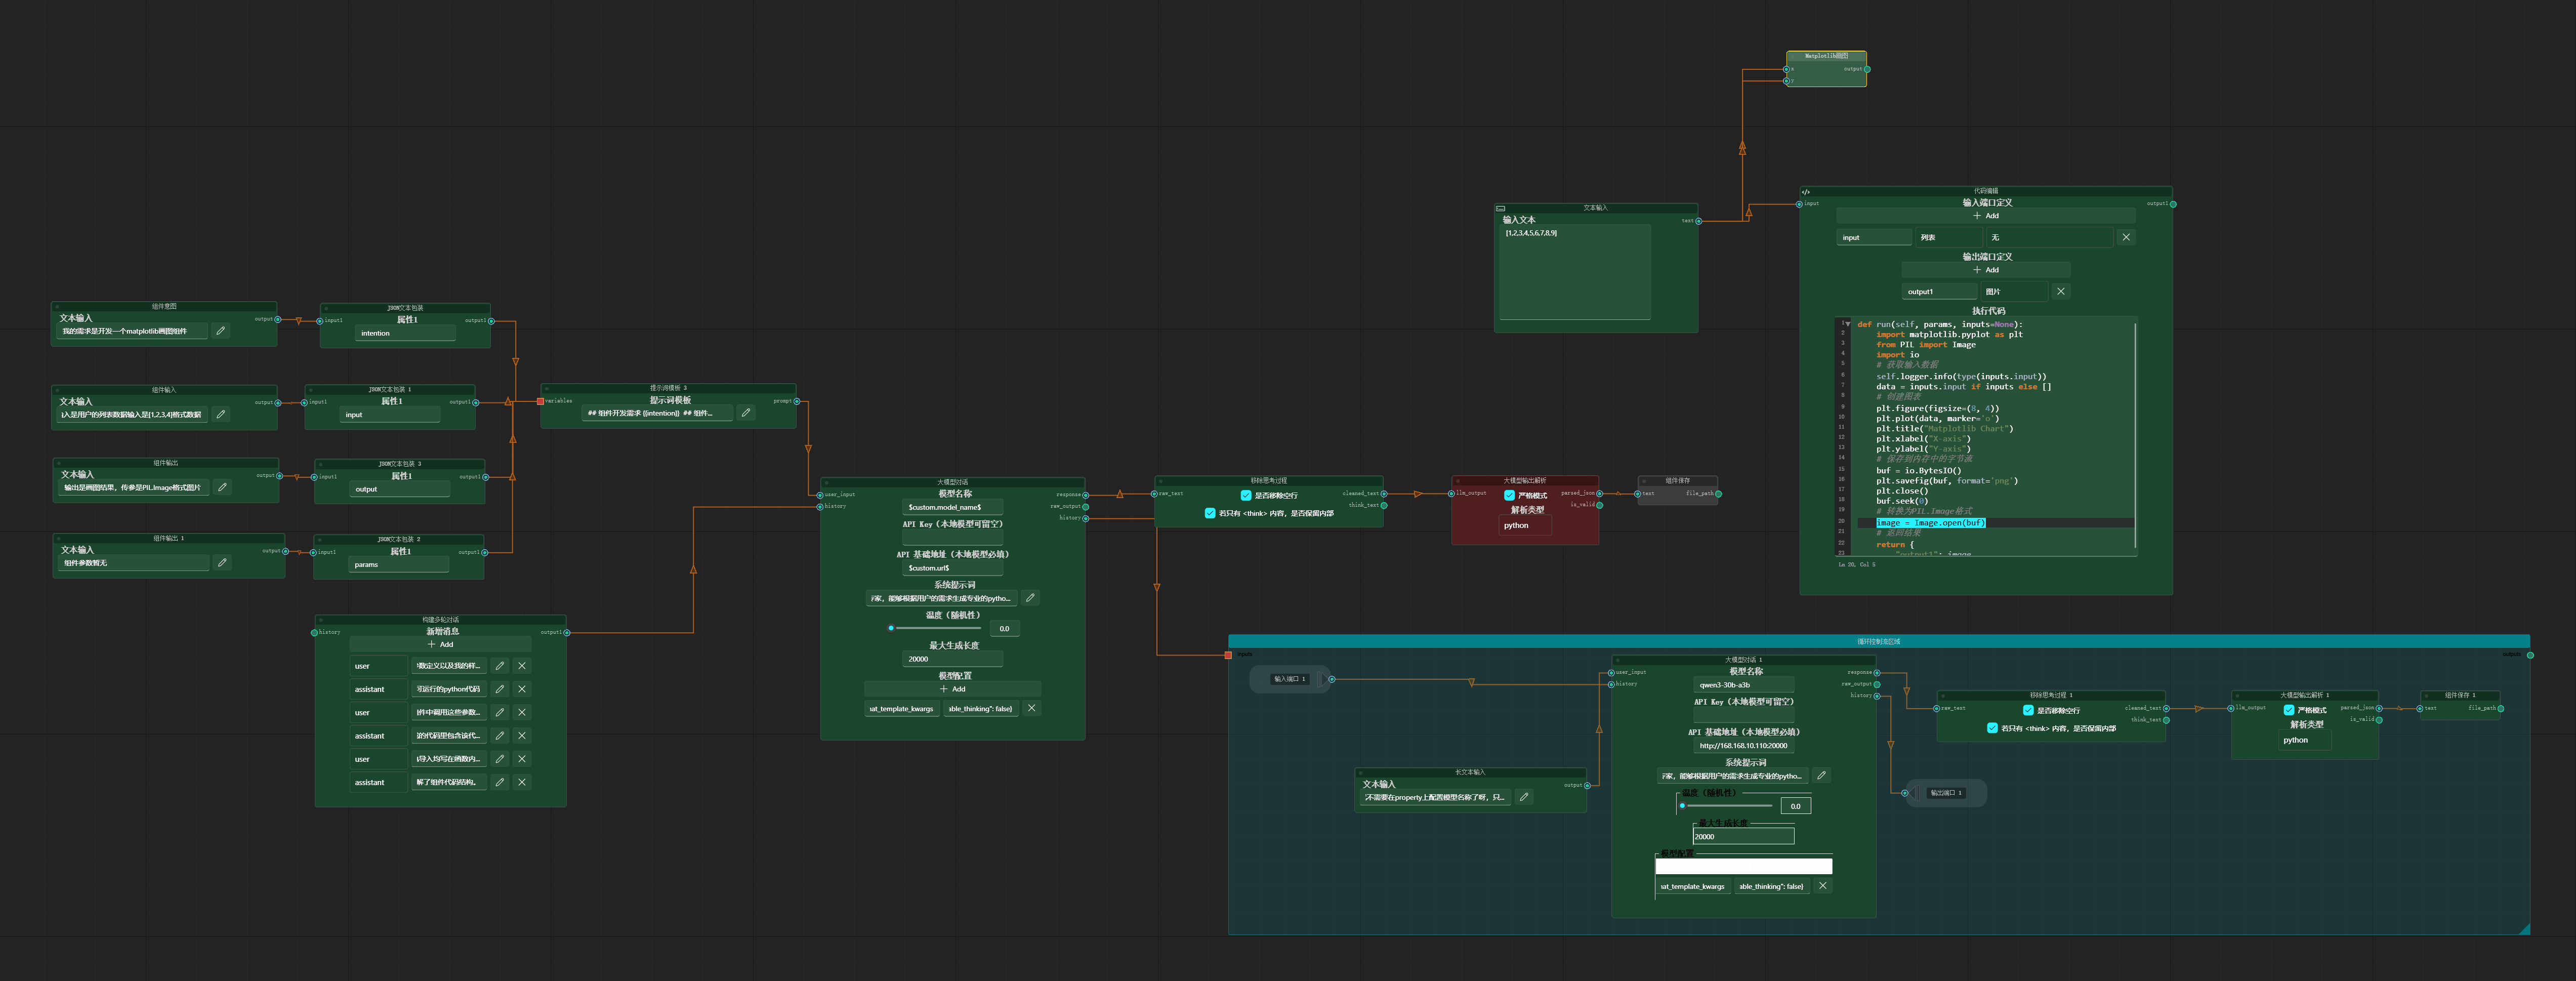 Matplotlib画图
x
output
y
文本输入
输入文本
text
[1,2,3,4,5,6,7,8,9]
代码编辑
input
output1
输入端口定义
Add
input
列表
无
输出端口定义
Add
output1
图片
执行代码
1 def run(self, params, inputs=None):
2 import matplotlib.pyplot as plt
3 from PIL import Image
4 import io
5 # 获取输入数据
6 self.logger.info(type(inputs.input))
7 data = inputs.input if inputs else []
8 # 创建图表
9 plt.figure(figsize=(8, 4))
10 plt.plot(data, marker='o')
11 plt.title("Matplotlib Chart")
12 plt.xlabel("X-axis")
13 plt.ylabel("Y-axis")
14 # 保存到内存中的字节流
15 buf = io.BytesIO()
16 plt.savefig(buf, format='png')
17 plt.close()
18 buf.seek(0)
19 # 转换为PIL.Image格式
20 image = Image.open(buf)
21 # 返回结果
22 return {
23 "output1": image
Ln 20, Col 5
组件意图
文本输入
output
我的需求是开发一个matplotlib画图组件
JSON文本包装
input1
属性1
output1
intention
组件输入
文本输入
output
入是用户的列表数据输入是[1,2,3,4]格式数据
JSON文本包装 1
input1
属性1
output1
input
组件输出
文本输入
output
输出是画图结果，传参是PIL.Image格式图片
JSON文本包装 3
input1
属性1
output1
output
组件输出 1
文本输入
output
组件参数暂无
JSON文本包装 2
input1
属性1
output1
params
提示词模板 3
variables
提示词模板
prompt
## 组件开发需求 {{intention}} ## 组件...
构建多轮对话
history
新增消息
output1
Add
user
数定义以及我的样...
assistant
可运行的python代码
user
件中调用这些参数...
assistant
的代码里包含该代...
user
导入均写在函数内...
assistant
解了组件代码结构。
大模型对话
user_input
history
response
raw_output
history
模型名称
$custom.model_name$
API Key（本地模型可留空）
API 基础地址（本地模型必填）
$custom.url$
系统提示词
家，能够根据用户的需求生成专业的pytho...
温度（随机性）
0.0
最大生成长度
20000
模型配置
Add
at_template_kwargs
able_thinking": false}
移除思考过程
raw_text
是否移除空行
cleaned_text
若只有 <think> 内容，是否保留内部
think_text
大模型输出解析
llm_output
严格模式
parsed_json
is_valid
解析类型
python
组件保存
text
file_path
循环控制流区域
inputs
outputs
输入端口 1
长文本输入
文本输入
output
不需要在property上配置模型名称了呀，只...
大模型对话 1
user_input
history
response
raw_output
history
模型名称
qwen3-30b-a3b
API Key（本地模型可留空）
API 基础地址（本地模型必填）
http://168.168.10.110:20000
系统提示词
家，能够根据用户的需求生成专业的pytho...
温度（随机性）
0.0
最大生成长度
20000
模型配置
at_template_kwargs
able_thinking": false}
输出端口 1
移除思考过程 1
raw_text
是否移除空行
cleaned_text
think_text
若只有 <think> 内容，是否保留内部
大模型输出解析 1
llm_output
严格模式
parsed_json
is_valid
解析类型
python
组件保存 1
text
file_path